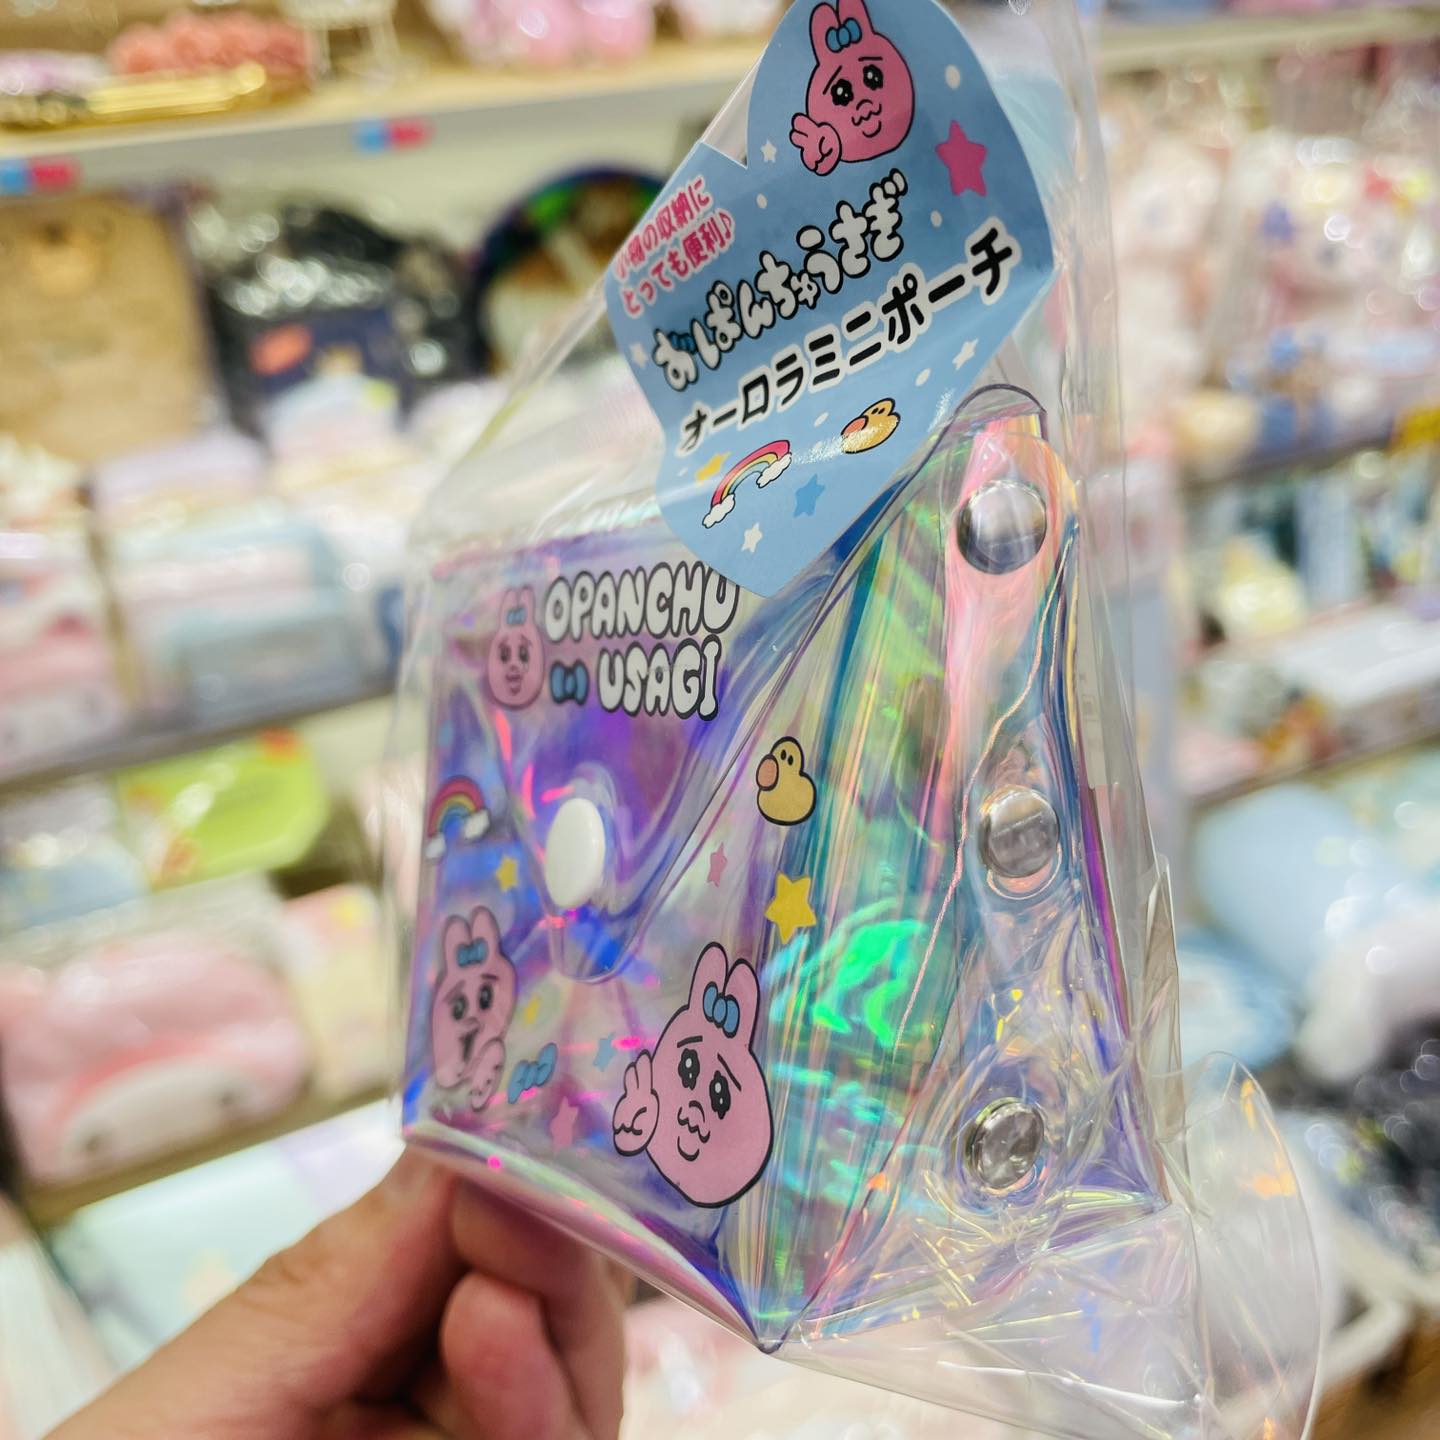 小物の収納に
とっても便利♪
おぱんちゅうさぎ
オーロラミニポーチ
OPANCHU
USAGI